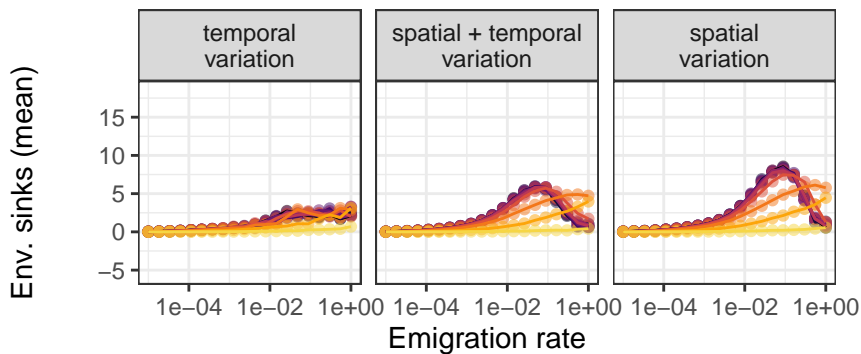 temporal
variation
spatial + temporal
variation
spatial
variation
Env. sinks (mean)
15
10
5
0
−5
1e−04 1e−02 1e+00 1e−04 1e−02 1e+00 1e−04 1e−02 1e+00
Emigration rate